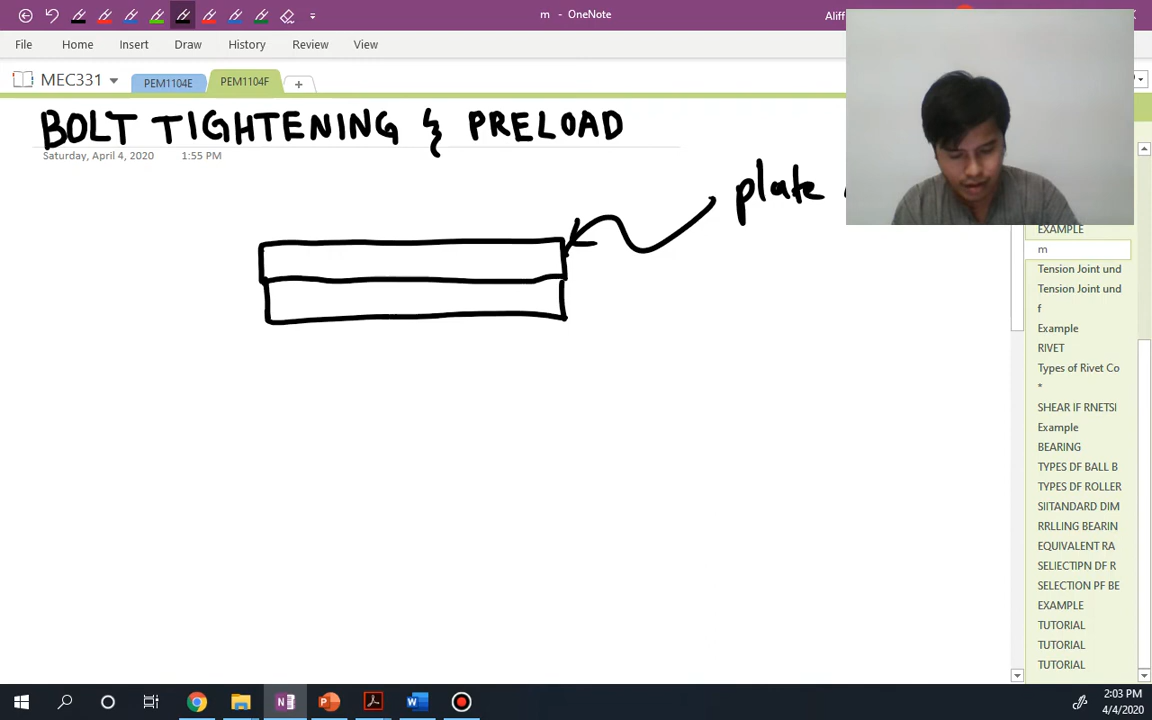 m - OneNote
Aliff
File Home Insert Draw History Review View
MEC331 PEM1104E PEM1104F
BOLT TIGHTENING & PRELOAD
Saturday, April 4, 2020 1:55 PM
plate
EXAMPLE
m
Tension Joint und
Tension Joint und
f
Example
RIVET
Types of Rivet Co
*
SHEAR IF RNETSI
Example
BEARING
TYPES DF BALL B
TYPES DF ROLLER
SIITANDARD DIM
RRLLING BEARIN
EQUIVALENT RA
SELIECTIPN DF R
SELECTION PF BE
EXAMPLE
TUTORIAL
TUTORIAL
TUTORIAL
2:03 PM
4/4/2020